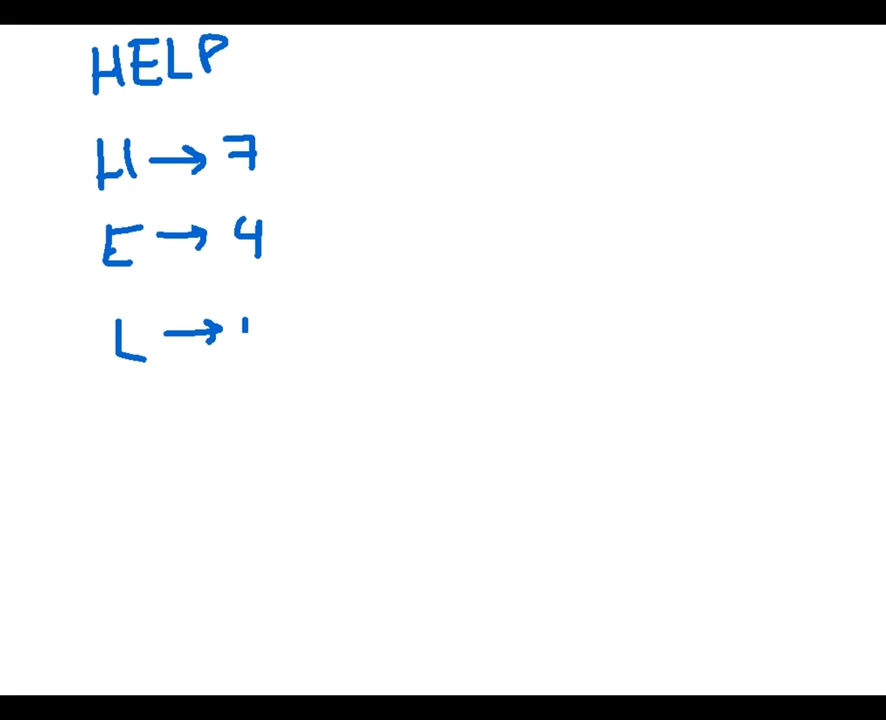 HELP
H → 7
E → 4
L →